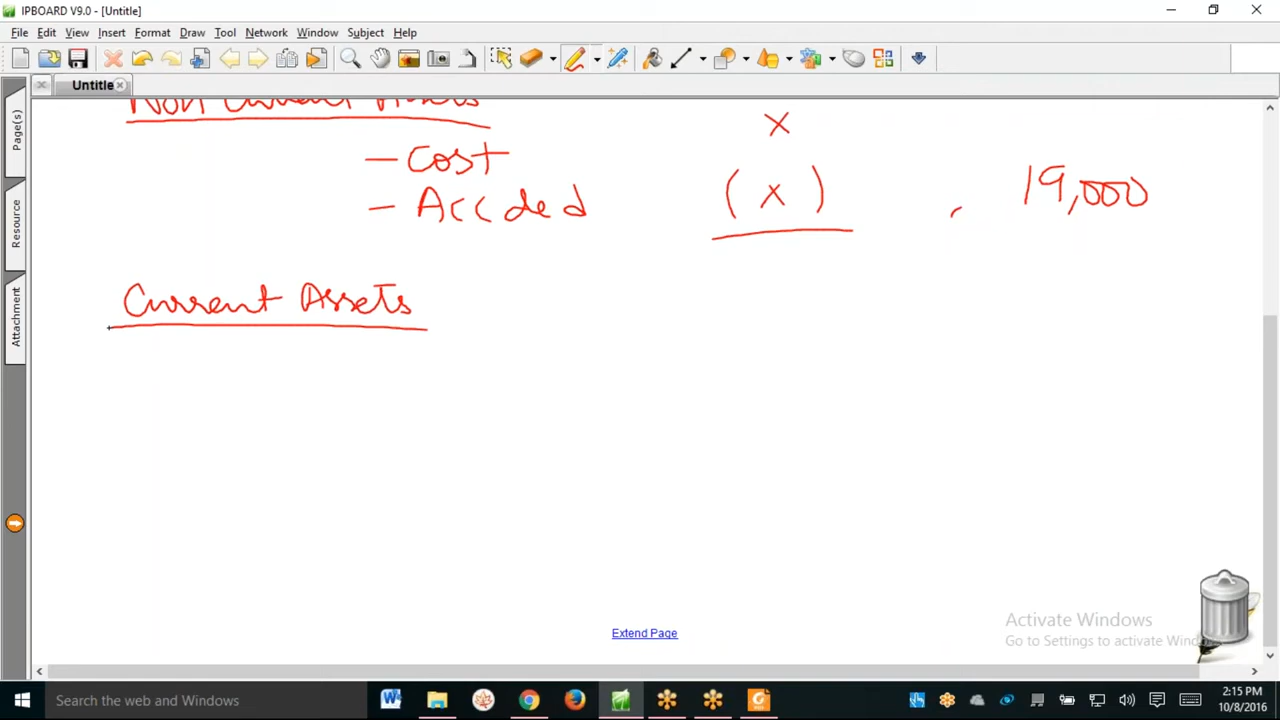 IPBOARD V9.0 - [Untitle]
File Edit View Insert Format Draw Tool Network Window Subject Help
Untitle
Page(s)
Resource
Attachment
Non Current Assets
X
- Cost
( X ) 19,000
- Acc ded
Current Assets
Extend Page
Activate Windows
Go to Settings to activate Wind
Search the web and Windows
2:15 PM
10/8/2016